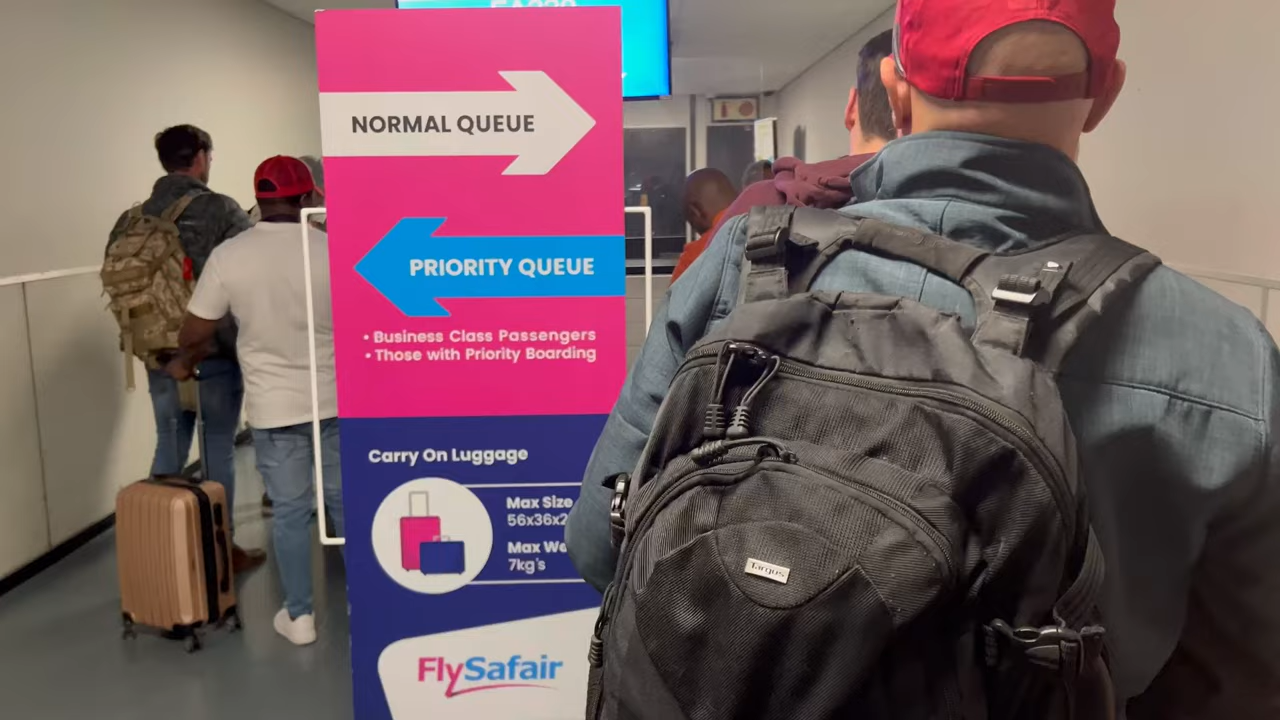 NORMAL QUEUE
PRIORITY QUEUE
• Business Class Passengers
• Those with Priority Boarding
Carry On Luggage
Max Size
56x36x2
Max We
7kg's
FlySafair
Targus